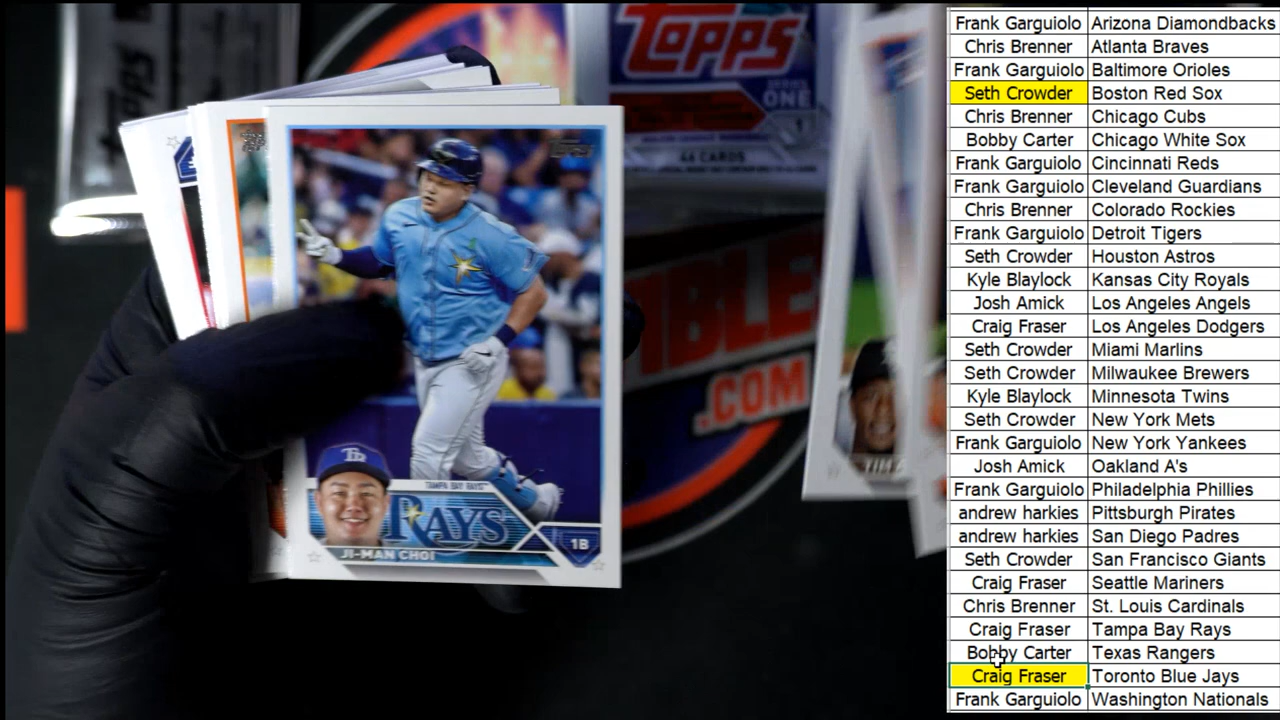 TOPPS
SERIES
ONE
44 CARDS
Topps
IBLE
.COM
TAMPA BAY RAYS
RAYS
1B
JI-MAN CHOI
Frank Garguiolo Arizona Diamondbacks
Chris Brenner Atlanta Braves
Frank Garguiolo Baltimore Orioles
Seth Crowder Boston Red Sox
Chris Brenner Chicago Cubs
Bobby Carter Chicago White Sox
Frank Garguiolo Cincinnati Reds
Frank Garguiolo Cleveland Guardians
Chris Brenner Colorado Rockies
Frank Garguiolo Detroit Tigers
Seth Crowder Houston Astros
Kyle Blaylock Kansas City Royals
Josh Amick Los Angeles Angels
Craig Fraser Los Angeles Dodgers
Seth Crowder Miami Marlins
Seth Crowder Milwaukee Brewers
Kyle Blaylock Minnesota Twins
Seth Crowder New York Mets
Frank Garguiolo New York Yankees
Josh Amick Oakland A's
Frank Garguiolo Philadelphia Phillies
andrew harkies Pittsburgh Pirates
andrew harkies San Diego Padres
Seth Crowder San Francisco Giants
Craig Fraser Seattle Mariners
Chris Brenner St. Louis Cardinals
Craig Fraser Tampa Bay Rays
Bobby Carter Texas Rangers
Craig Fraser Toronto Blue Jays
Frank Garguiolo Washington Nationals